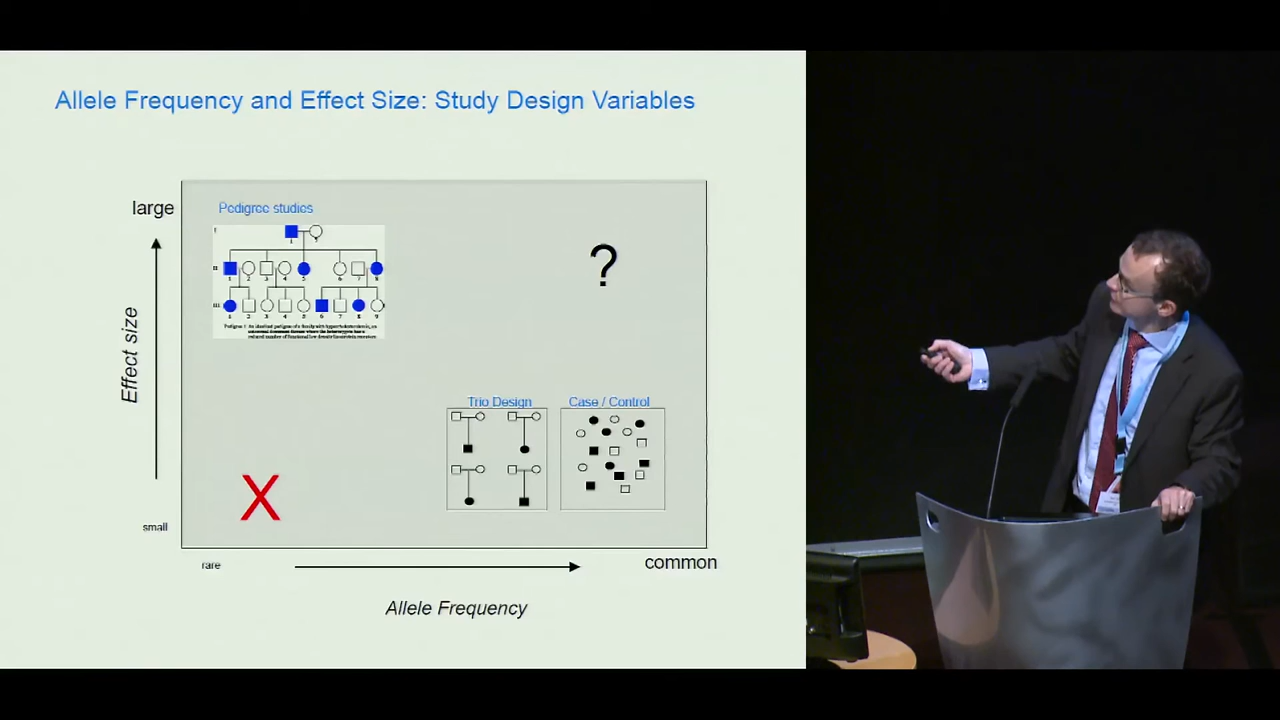 Allele Frequency and Effect Size: Study Design Variables
large
Pedigree studies
?
Effect size
Trio Design
Case / Control
X
small
rare
common
Allele Frequency